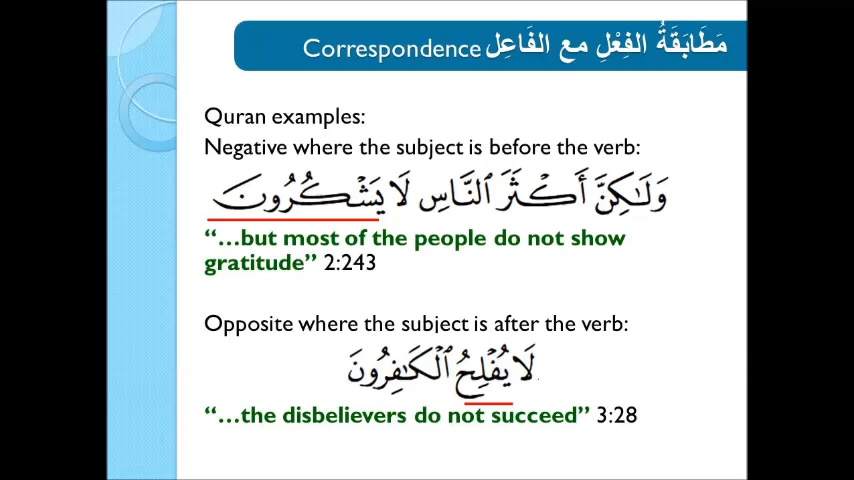 مَطَابَقَةُ الفِعْلِ مع الفَاعِل Correspondence
Quran examples:
Negative where the subject is before the verb:
وَلَٰكِنَّ أَكْثَرَ ٱلنَّاسِ لَا يَشْكُرُونَ
“…but most of the people do not show
gratitude” 2:243
Opposite where the subject is after the verb:
لَا يُفْلِحُ ٱلْكَٰفِرُونَ
“…the disbelievers do not succeed” 3:28